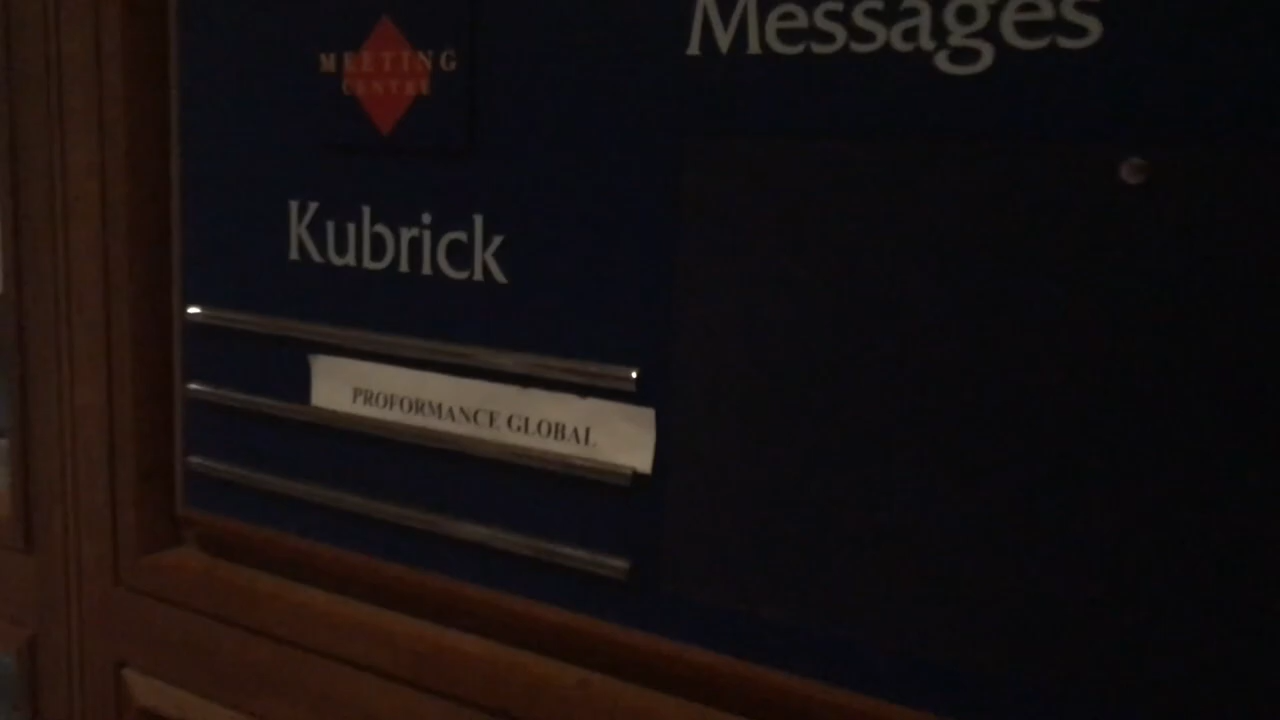 Messages
MEETING
CENTRE
Kubrick
PROFORMANCE GLOBAL